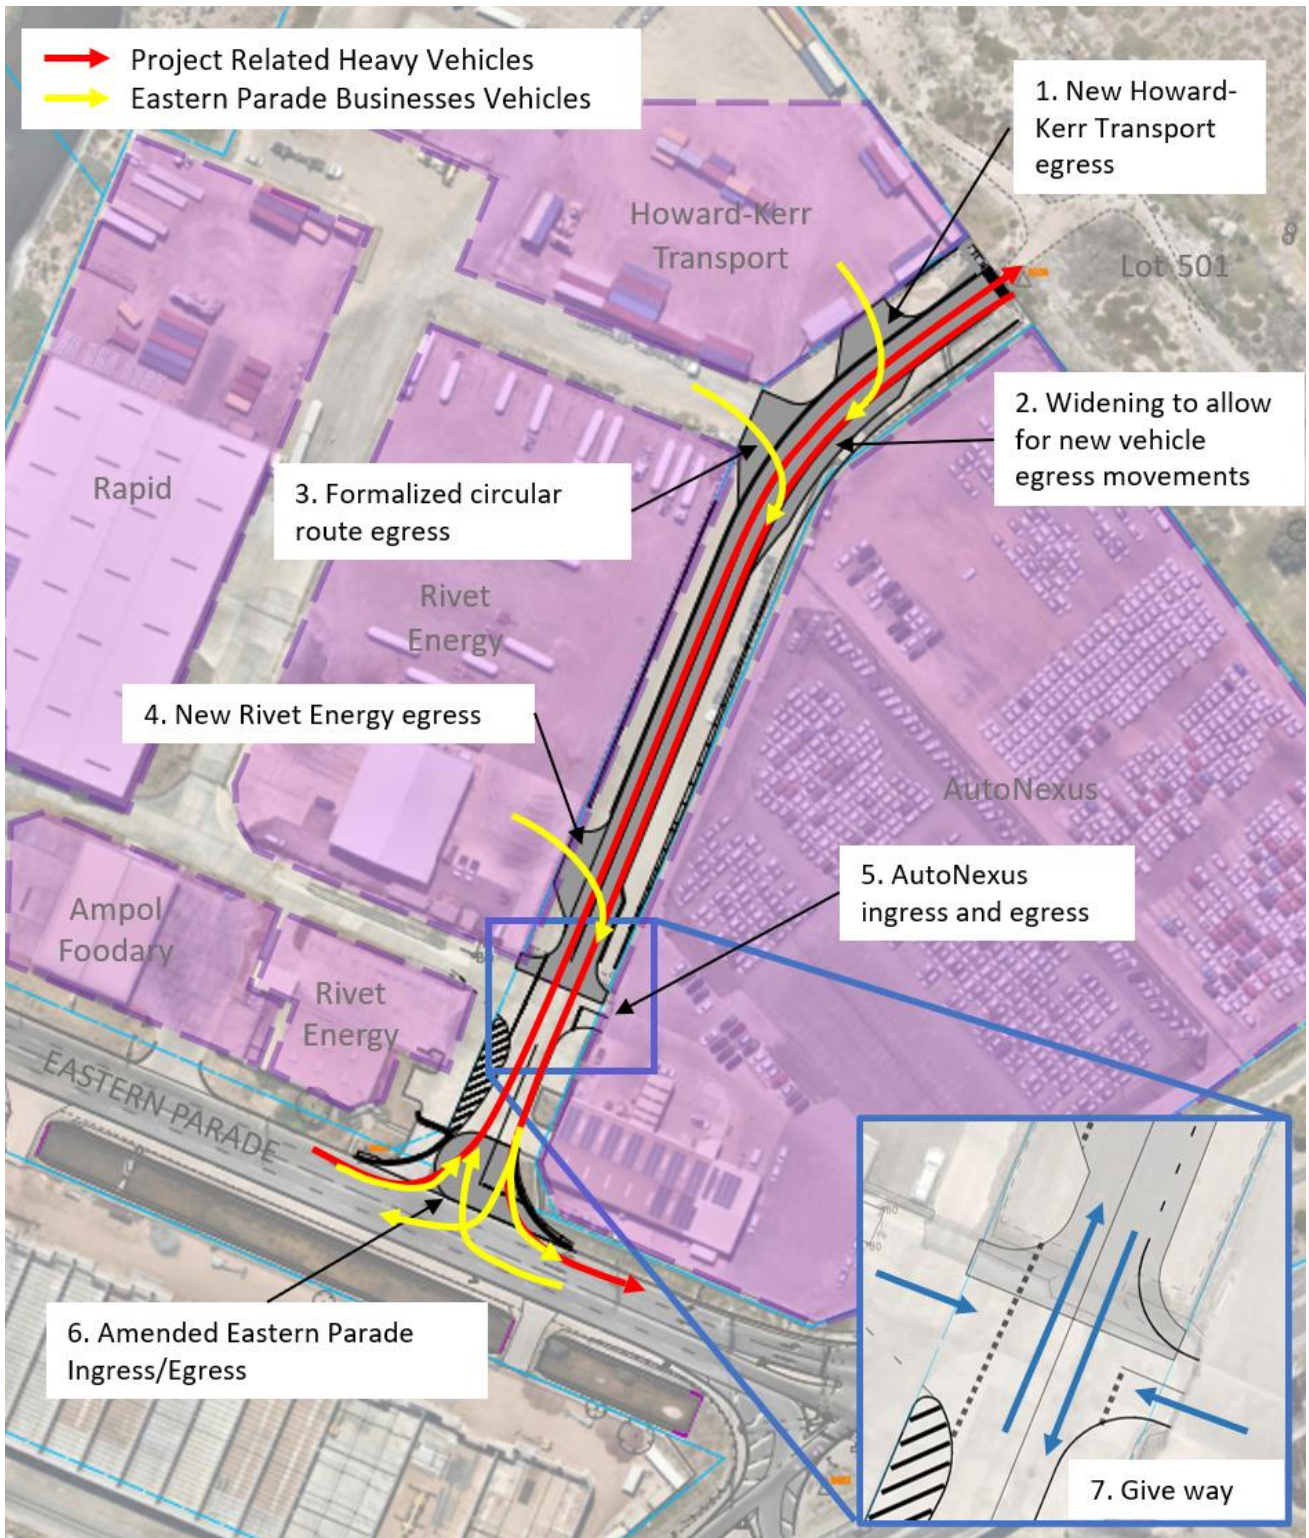 Project Related Heavy Vehicles
Eastern Parade Businesses Vehicles
1. New Howard-
Kerr Transport
egress
Howard-Kerr
Transport
Lot 501
2. Widening to allow
for new vehicle
egress movements
Rapid
3. Formalized circular
route egress
Rivet
Energy
4. New Rivet Energy egress
AutoNexus
5. AutoNexus
ingress and egress
Ampol
Foodary
Rivet
Energy
EASTERN PARADE
6. Amended Eastern Parade
Ingress/Egress
7. Give way